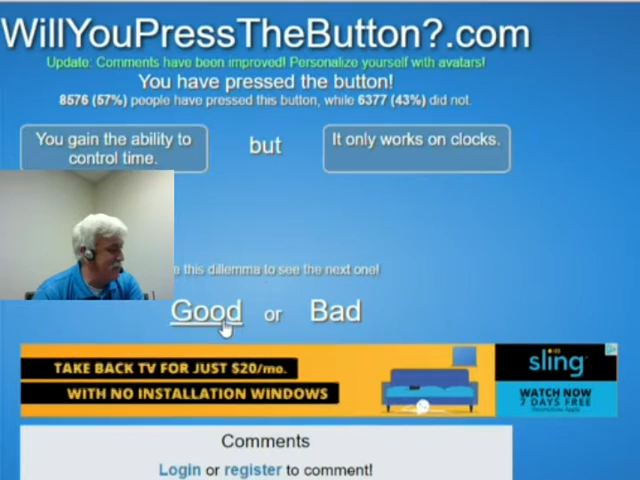 WillYouPressTheButton?.com
Update: Comments have been improved! Personalize yourself with avatars!
You have pressed the button!
8576 (57%) people have pressed this button, while 6377 (43%) did not.
You gain the ability to
control time.
but
It only works on clocks.
this dilemma to see the next one!
Good or Bad
TAKE BACK TV FOR JUST $20/mo.
WITH NO INSTALLATION WINDOWS
sling
WATCH NOW
7 DAYS FREE
Promotions Apply
Comments
Login or register to comment!